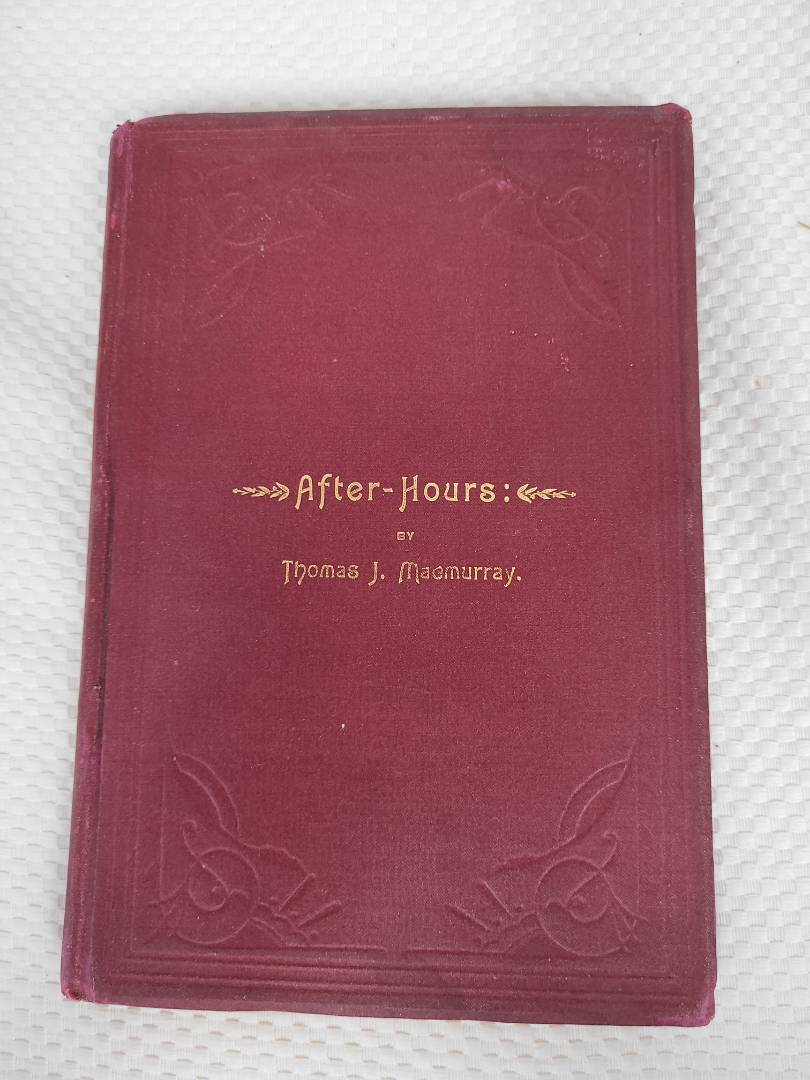 After-Hours:
BY
Thomas J. Macmurray.